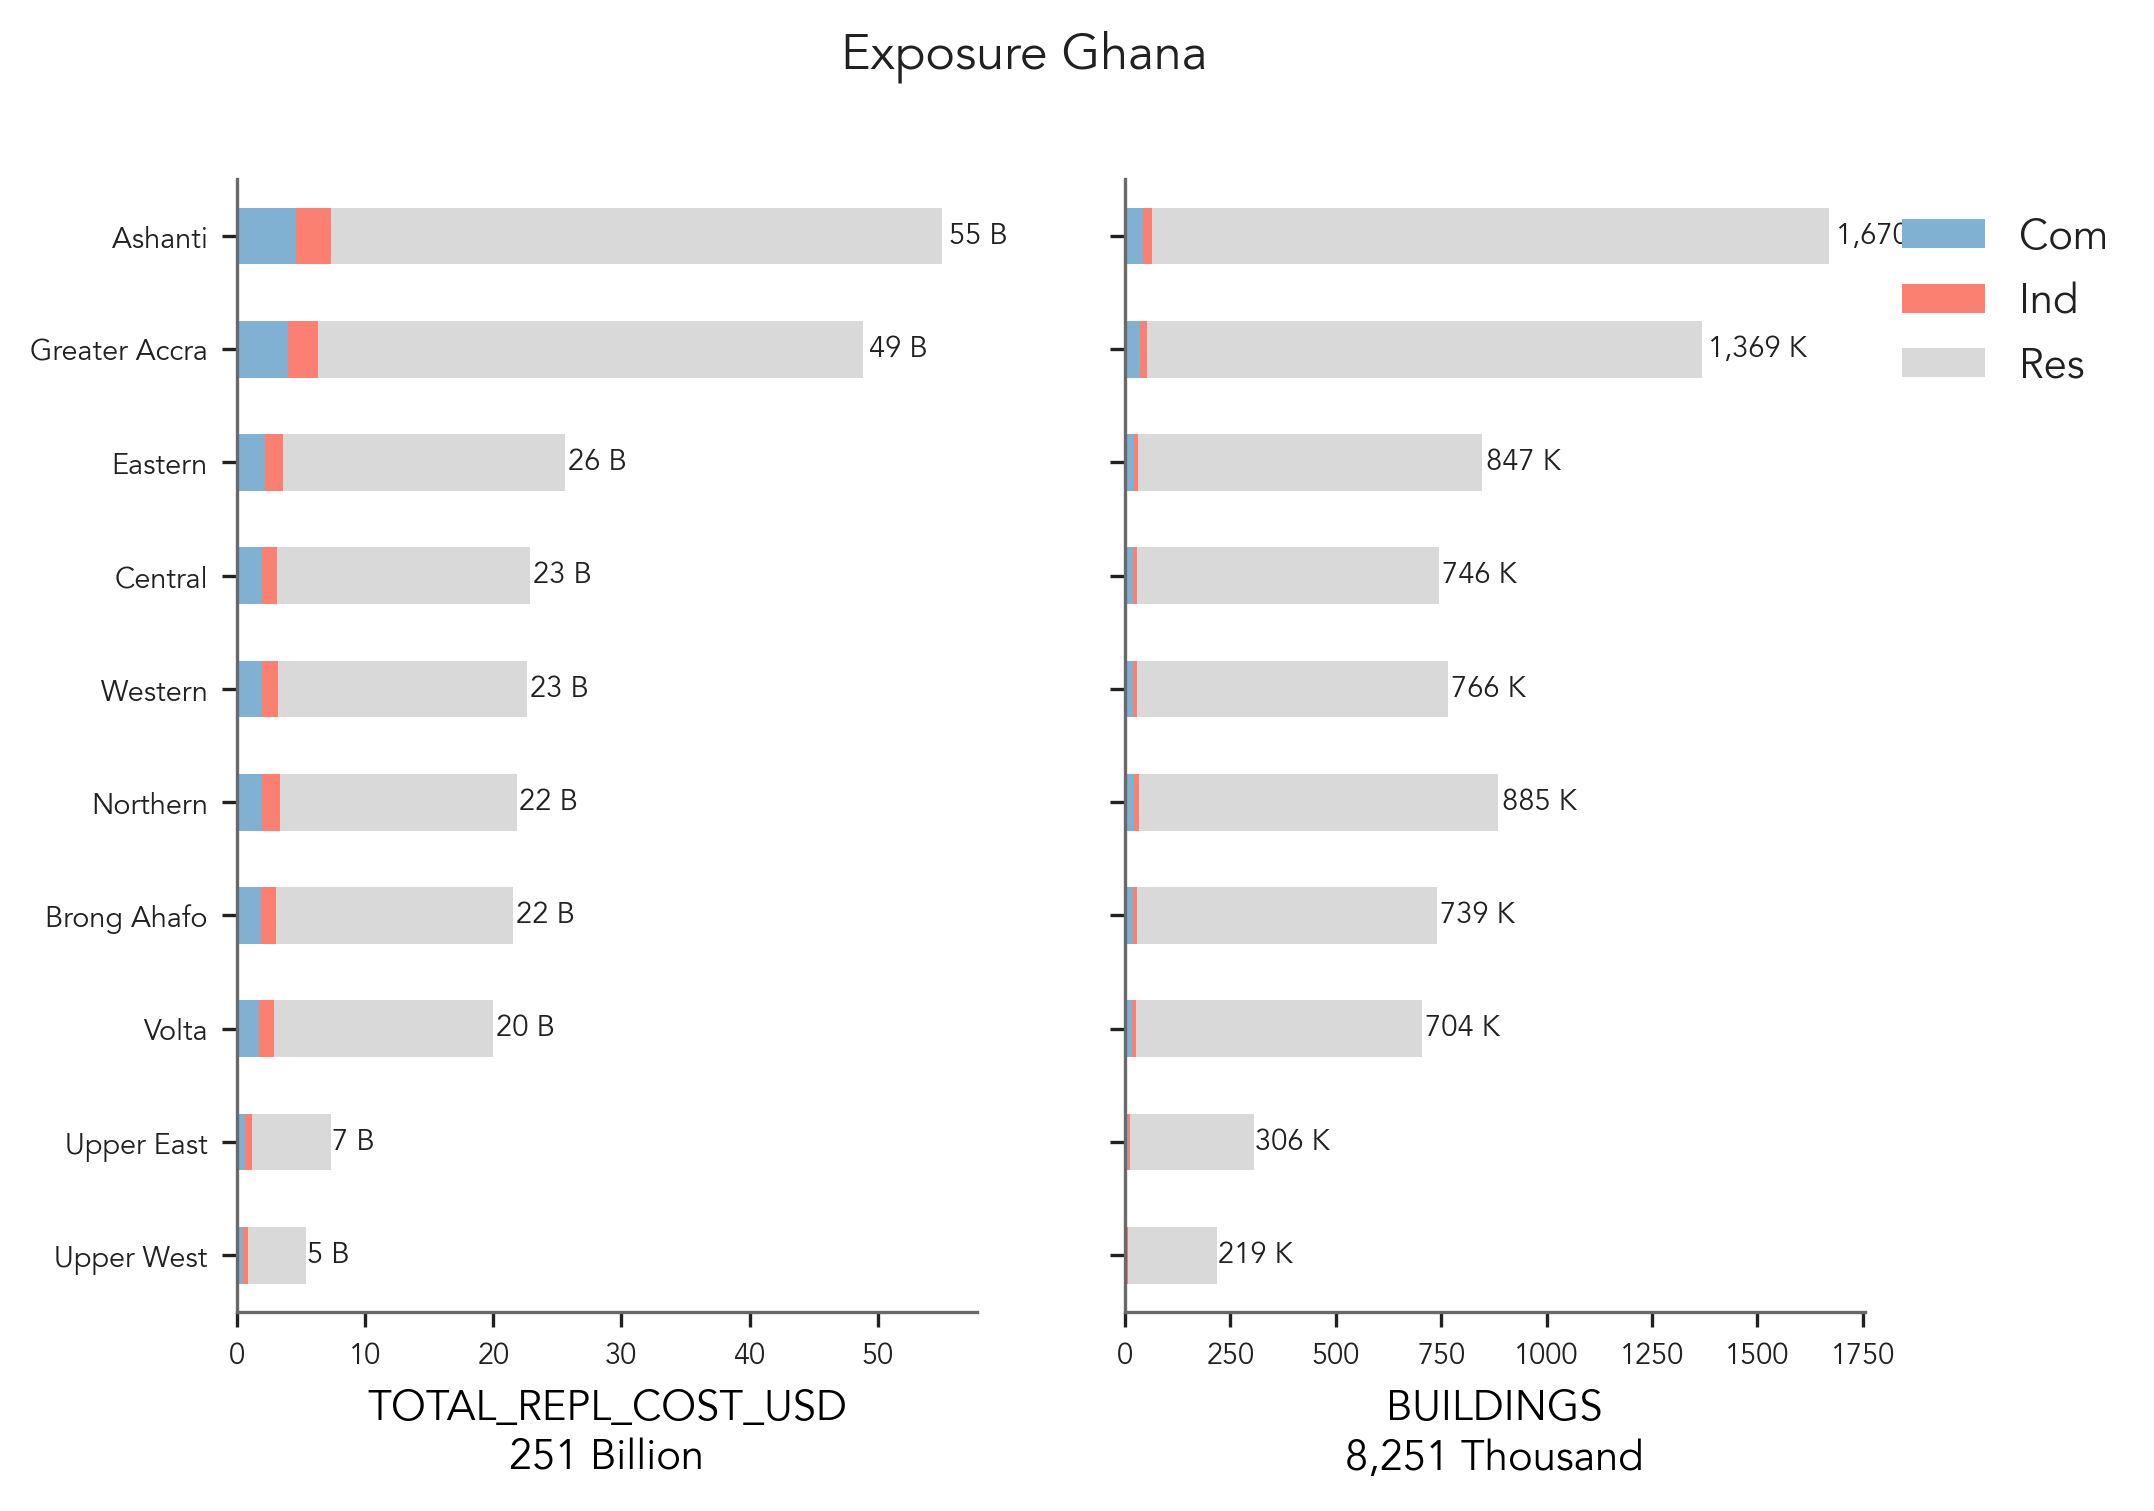 Exposure Ghana
Ashanti
Greater Accra
Eastern
Central
Western
Northern
Brong Ahafo
Volta
Upper East
Upper West
55 B
49 B
26 B
23 B
23 B
22 B
22 B
20 B
7 B
5 B
0 10 20 30 40 50
TOTAL_REPL_COST_USD
251 Billion
1,670
1,369 K
847 K
746 K
766 K
885 K
739 K
704 K
306 K
219 K
0 250 500 750 1000 1250 1500 1750
BUILDINGS
8,251 Thousand
Com
Ind
Res